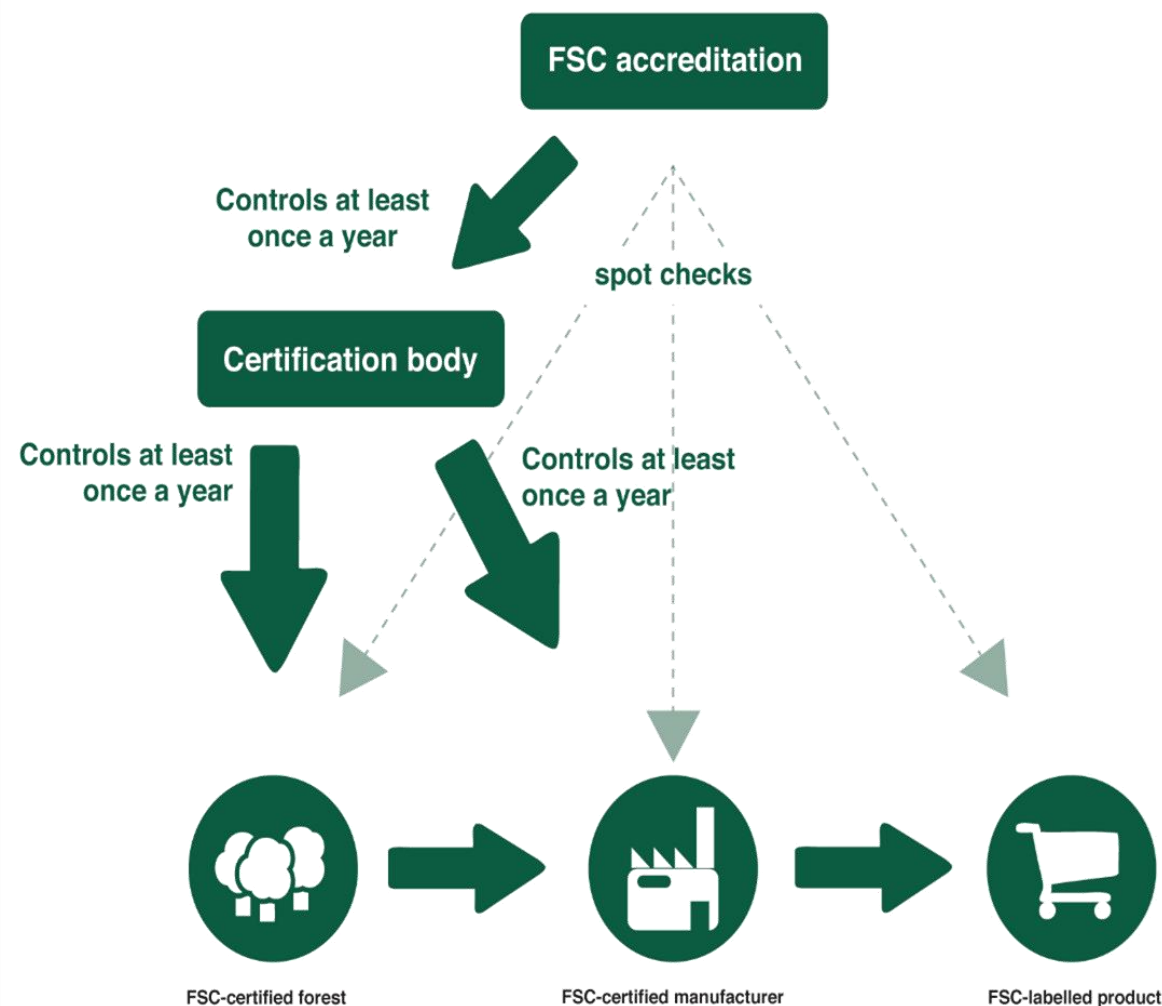 FSC accreditation
Controls at least
once a year
spot checks
Certification body
Controls at least
once a year
Controls at least
once a year
FSC-certified forest
FSC-certified manufacturer
FSC-labelled product